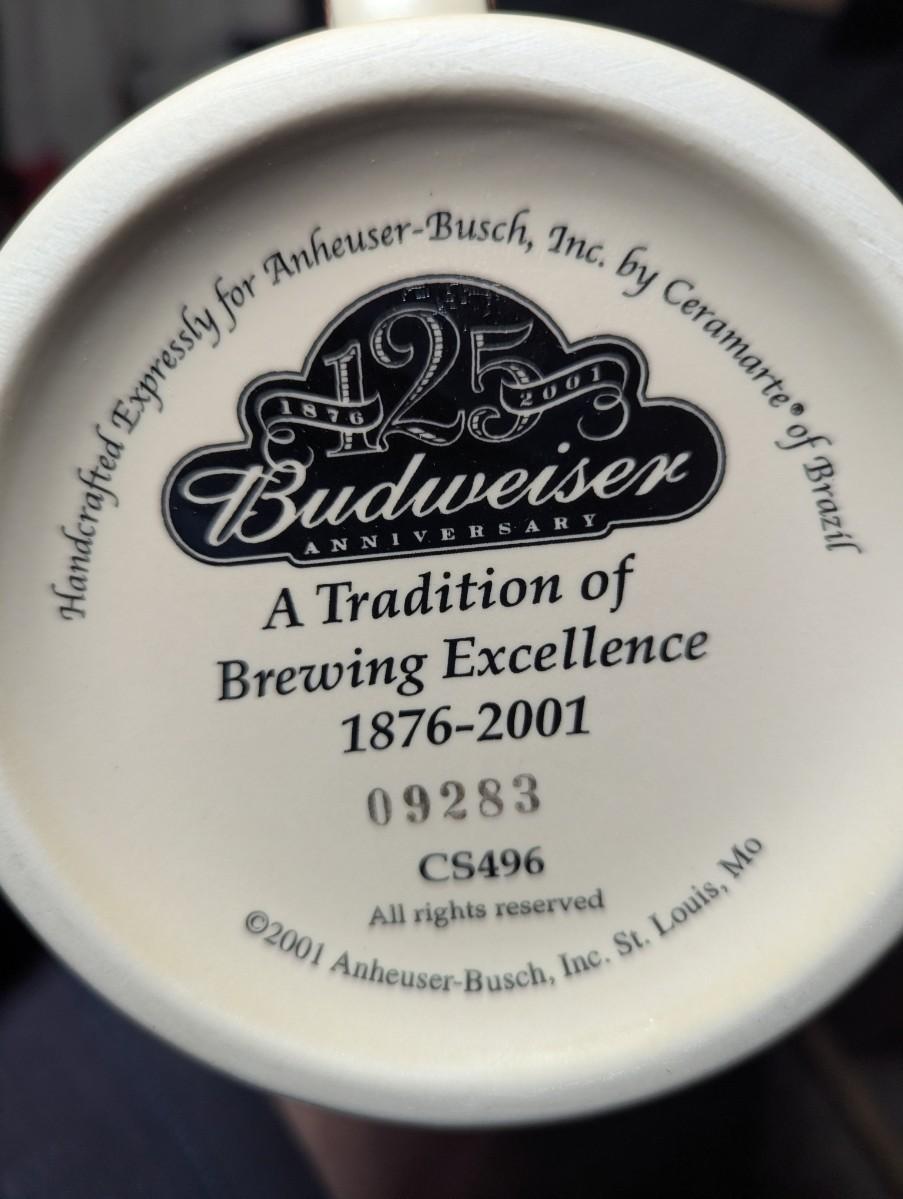 Handcrafted Expressly for Anheuser-Busch, Inc. by Ceramarte® of Brazil
125
1876 2001
Budweiser
ANNIVERSARY
A Tradition of
Brewing Excellence
1876-2001
09283
CS496
All rights reserved
©2001 Anheuser-Busch, Inc. St. Louis, Mo